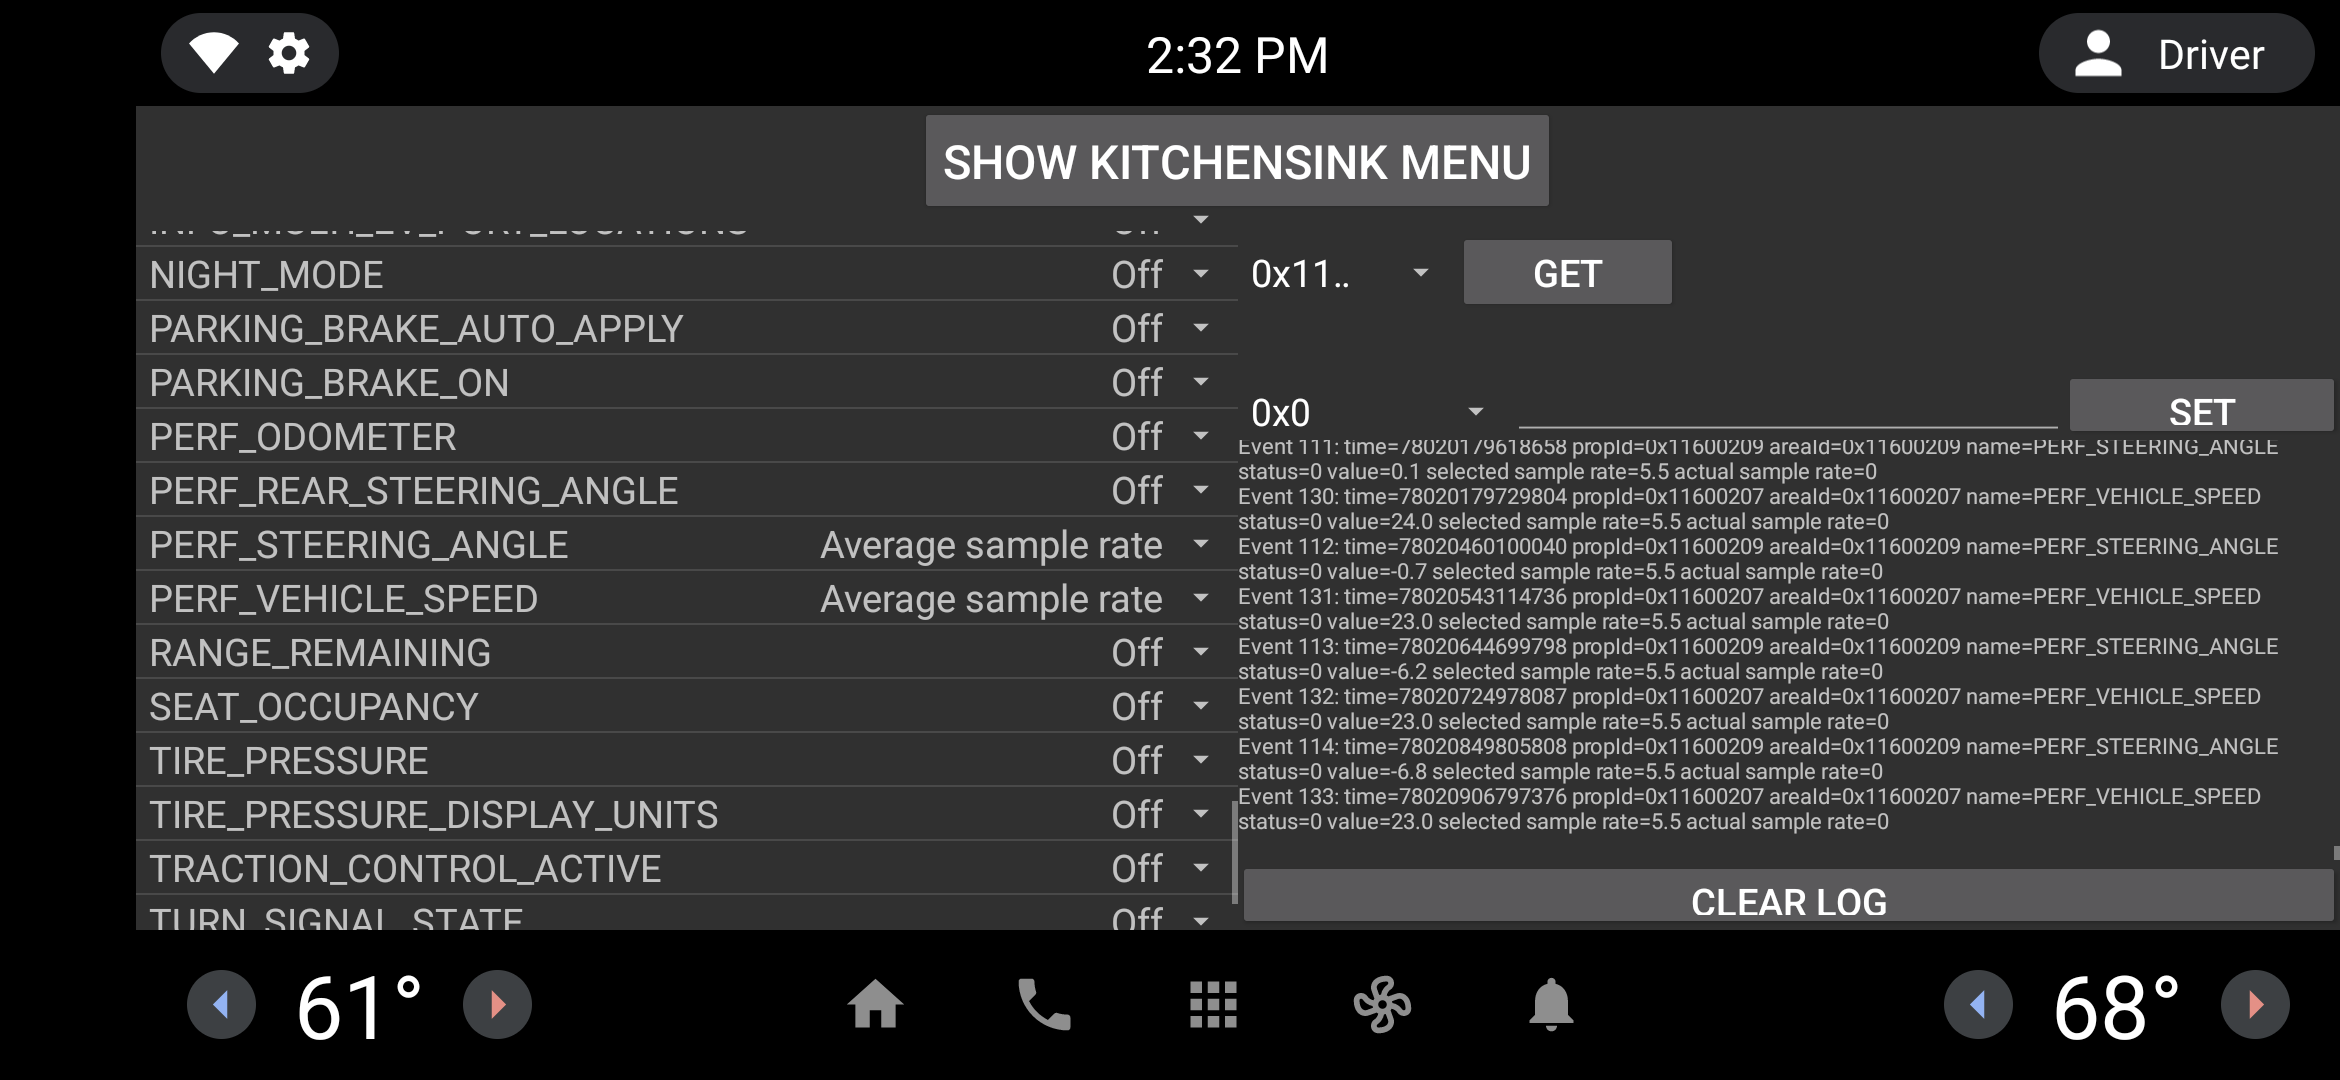 2:32 PM
Driver
SHOW KITCHENSINK MENU
NIGHT_MODE Off
PARKING_BRAKE_AUTO_APPLY Off
PARKING_BRAKE_ON Off
PERF_ODOMETER Off
PERF_REAR_STEERING_ANGLE Off
PERF_STEERING_ANGLE Average sample rate
PERF_VEHICLE_SPEED Average sample rate
RANGE_REMAINING Off
SEAT_OCCUPANCY Off
TIRE_PRESSURE Off
TIRE_PRESSURE_DISPLAY_UNITS Off
TRACTION_CONTROL_ACTIVE Off
TURN_SIGNAL_STATE Off
0x11.. GET
0x0 SET
Event 111: time=78020179618658 propId=0x11600209 areaId=0x11600209 name=PERF_STEERING_ANGLE
status=0 value=0.1 selected sample rate=5.5 actual sample rate=0
Event 130: time=78020179729804 propId=0x11600207 areaId=0x11600207 name=PERF_VEHICLE_SPEED
status=0 value=24.0 selected sample rate=5.5 actual sample rate=0
Event 112: time=78020460100040 propId=0x11600209 areaId=0x11600209 name=PERF_STEERING_ANGLE
status=0 value=-0.7 selected sample rate=5.5 actual sample rate=0
Event 131: time=78020543114736 propId=0x11600207 areaId=0x11600207 name=PERF_VEHICLE_SPEED
status=0 value=23.0 selected sample rate=5.5 actual sample rate=0
Event 113: time=78020644699798 propId=0x11600209 areaId=0x11600209 name=PERF_STEERING_ANGLE
status=0 value=-6.2 selected sample rate=5.5 actual sample rate=0
Event 132: time=78020724978087 propId=0x11600207 areaId=0x11600207 name=PERF_VEHICLE_SPEED
status=0 value=23.0 selected sample rate=5.5 actual sample rate=0
Event 114: time=78020849805808 propId=0x11600209 areaId=0x11600209 name=PERF_STEERING_ANGLE
status=0 value=-6.8 selected sample rate=5.5 actual sample rate=0
Event 133: time=78020906797376 propId=0x11600207 areaId=0x11600207 name=PERF_VEHICLE_SPEED
status=0 value=23.0 selected sample rate=5.5 actual sample rate=0
CLEAR LOG
61°
68°